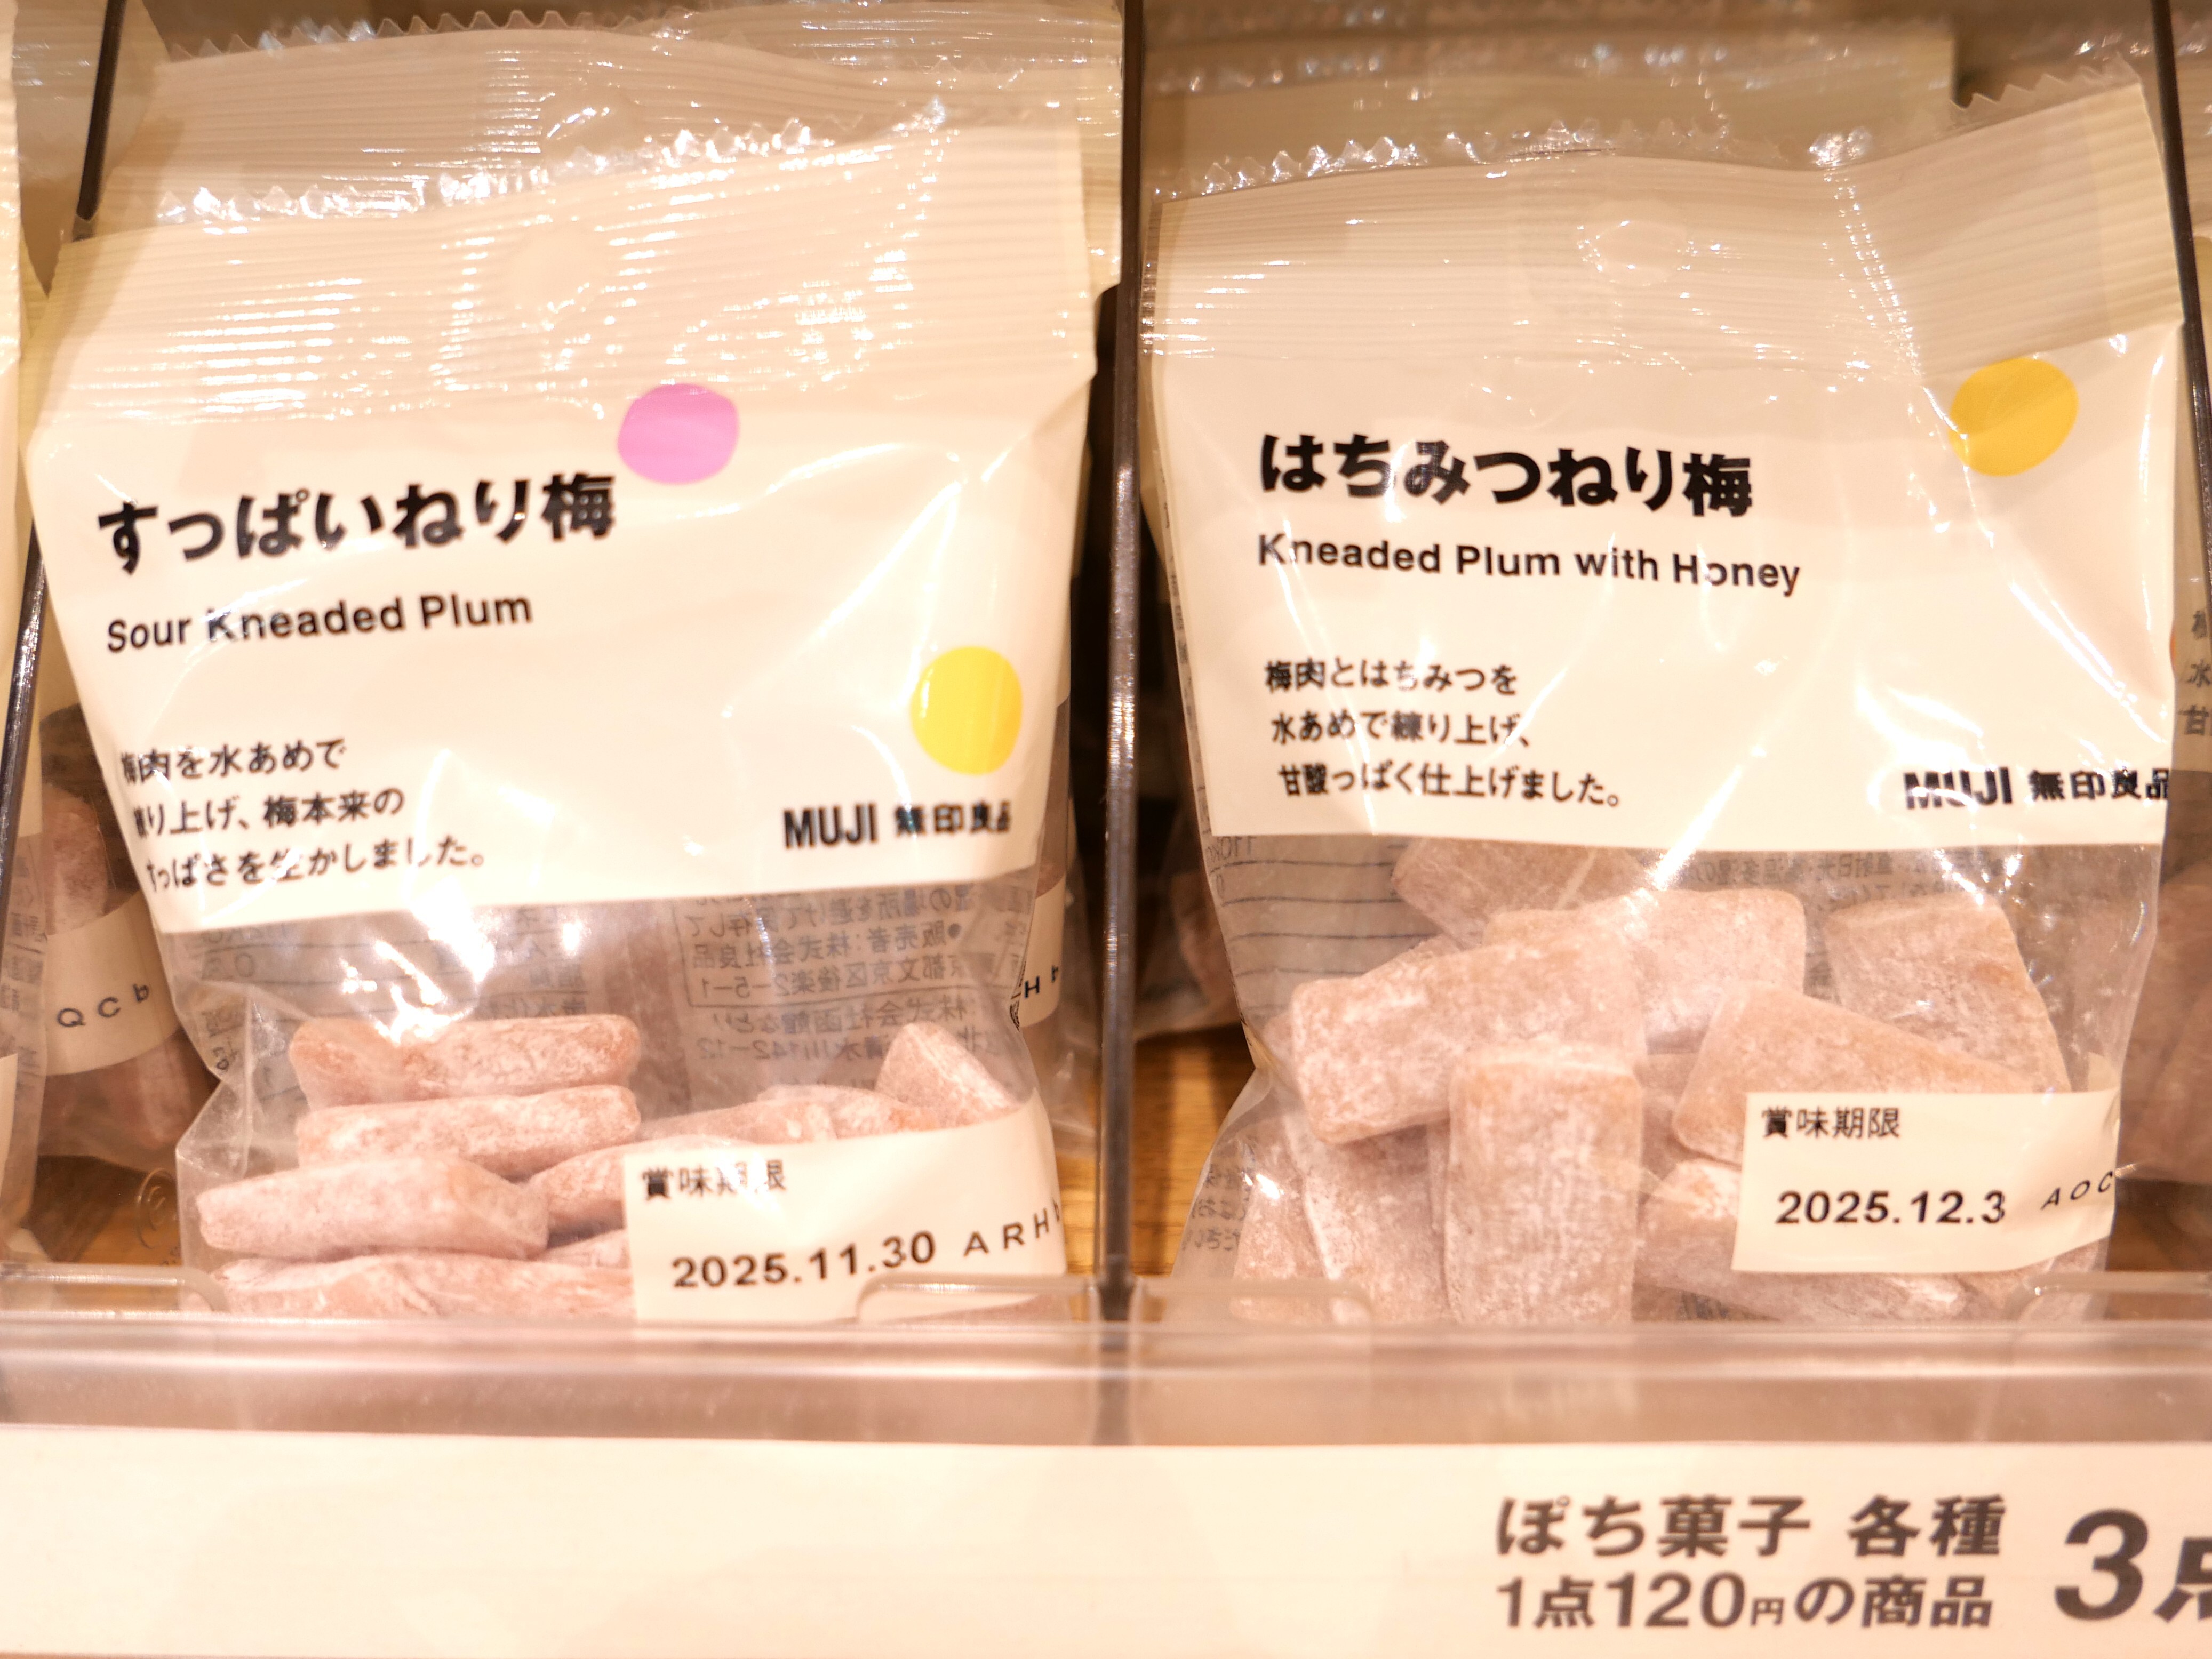 すっぱいねり梅
Sour Kneaded Plum
梅肉を水あめで
練り上げ、梅本来の
すっぱさを生かしました。
MUJI 無印良品
賞味期限
2025.11.30 ARH
はちみつねり梅
Kneaded Plum with Honey
梅肉とはちみつを
水あめで練り上げ、
甘酸っぱく仕上げました。
MUJI 無印良品
賞味期限
2025.12.3 AOC
QCb
ぽち菓子 各種
1点120円の商品
3点